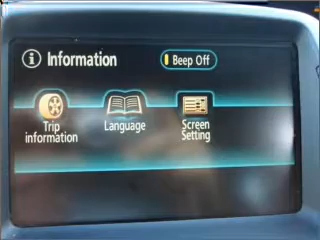 i Information
Beep Off
Trip
information
Language
Screen
Setting